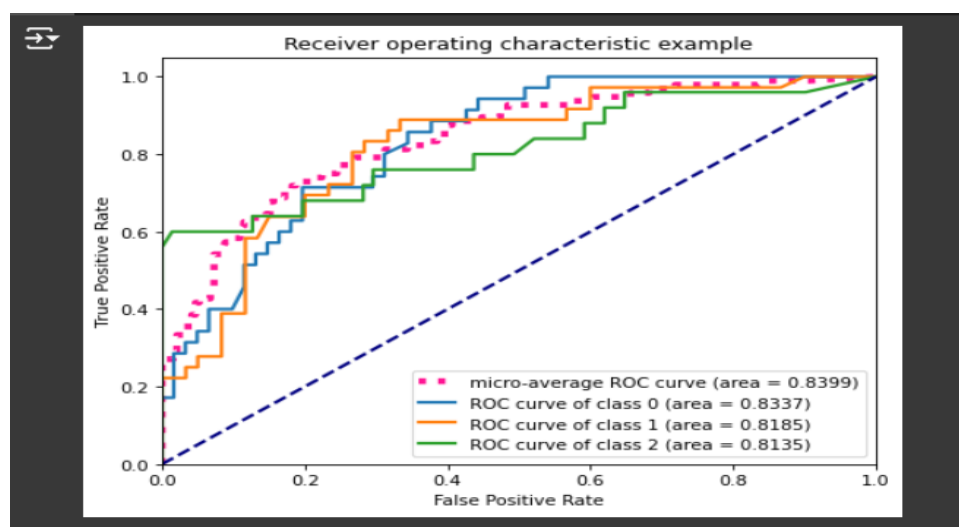 Receiver operating characteristic example
1.0
0.8
0.6
0.4
0.2
0.0
True Positive Rate
micro-average ROC curve (area = 0.8399)
ROC curve of class 0 (area = 0.8337)
ROC curve of class 1 (area = 0.8185)
ROC curve of class 2 (area = 0.8135)
0.0 0.2 0.4 0.6 0.8 1.0
False Positive Rate